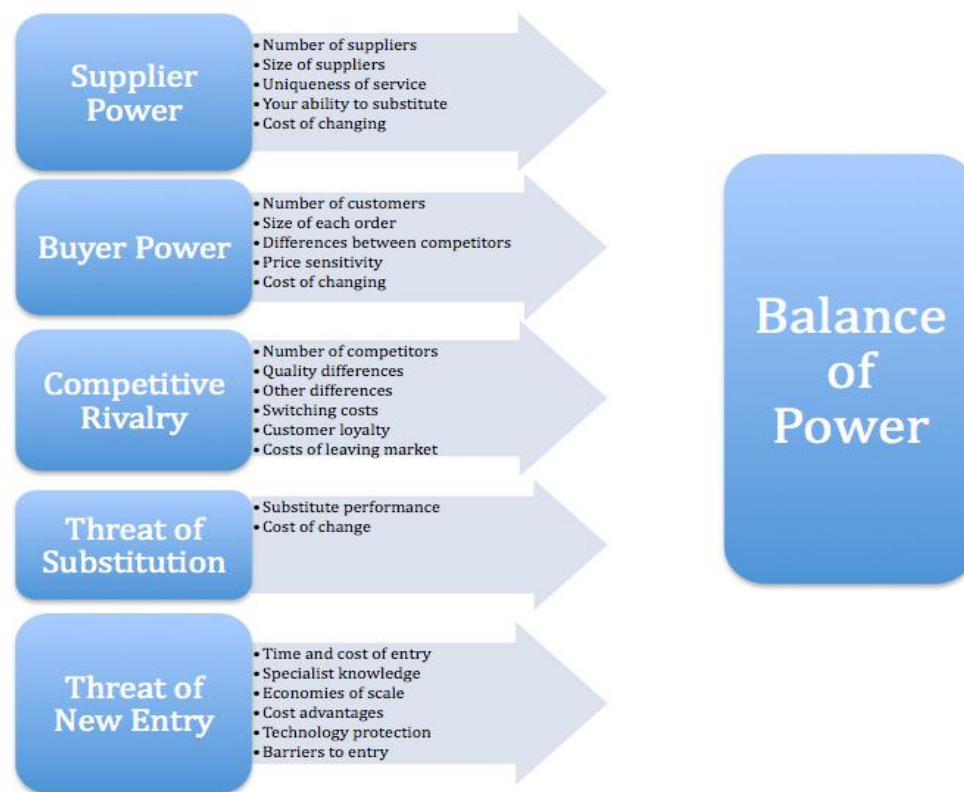 Supplier
Power
• Number of suppliers
• Size of suppliers
• Uniqueness of service
• Your ability to substitute
• Cost of changing
Buyer Power
• Number of customers
• Size of each order
• Differences between competitors
• Price sensitivity
• Cost of changing
Competitive
Rivalry
• Number of competitors
• Quality differences
• Other differences
• Switching costs
• Customer loyalty
• Costs of leaving market
Threat of
Substitution
• Substitute performance
• Cost of change
Threat of
New Entry
• Time and cost of entry
• Specialist knowledge
• Economies of scale
• Cost advantages
• Technology protection
• Barriers to entry
Balance
of
Power